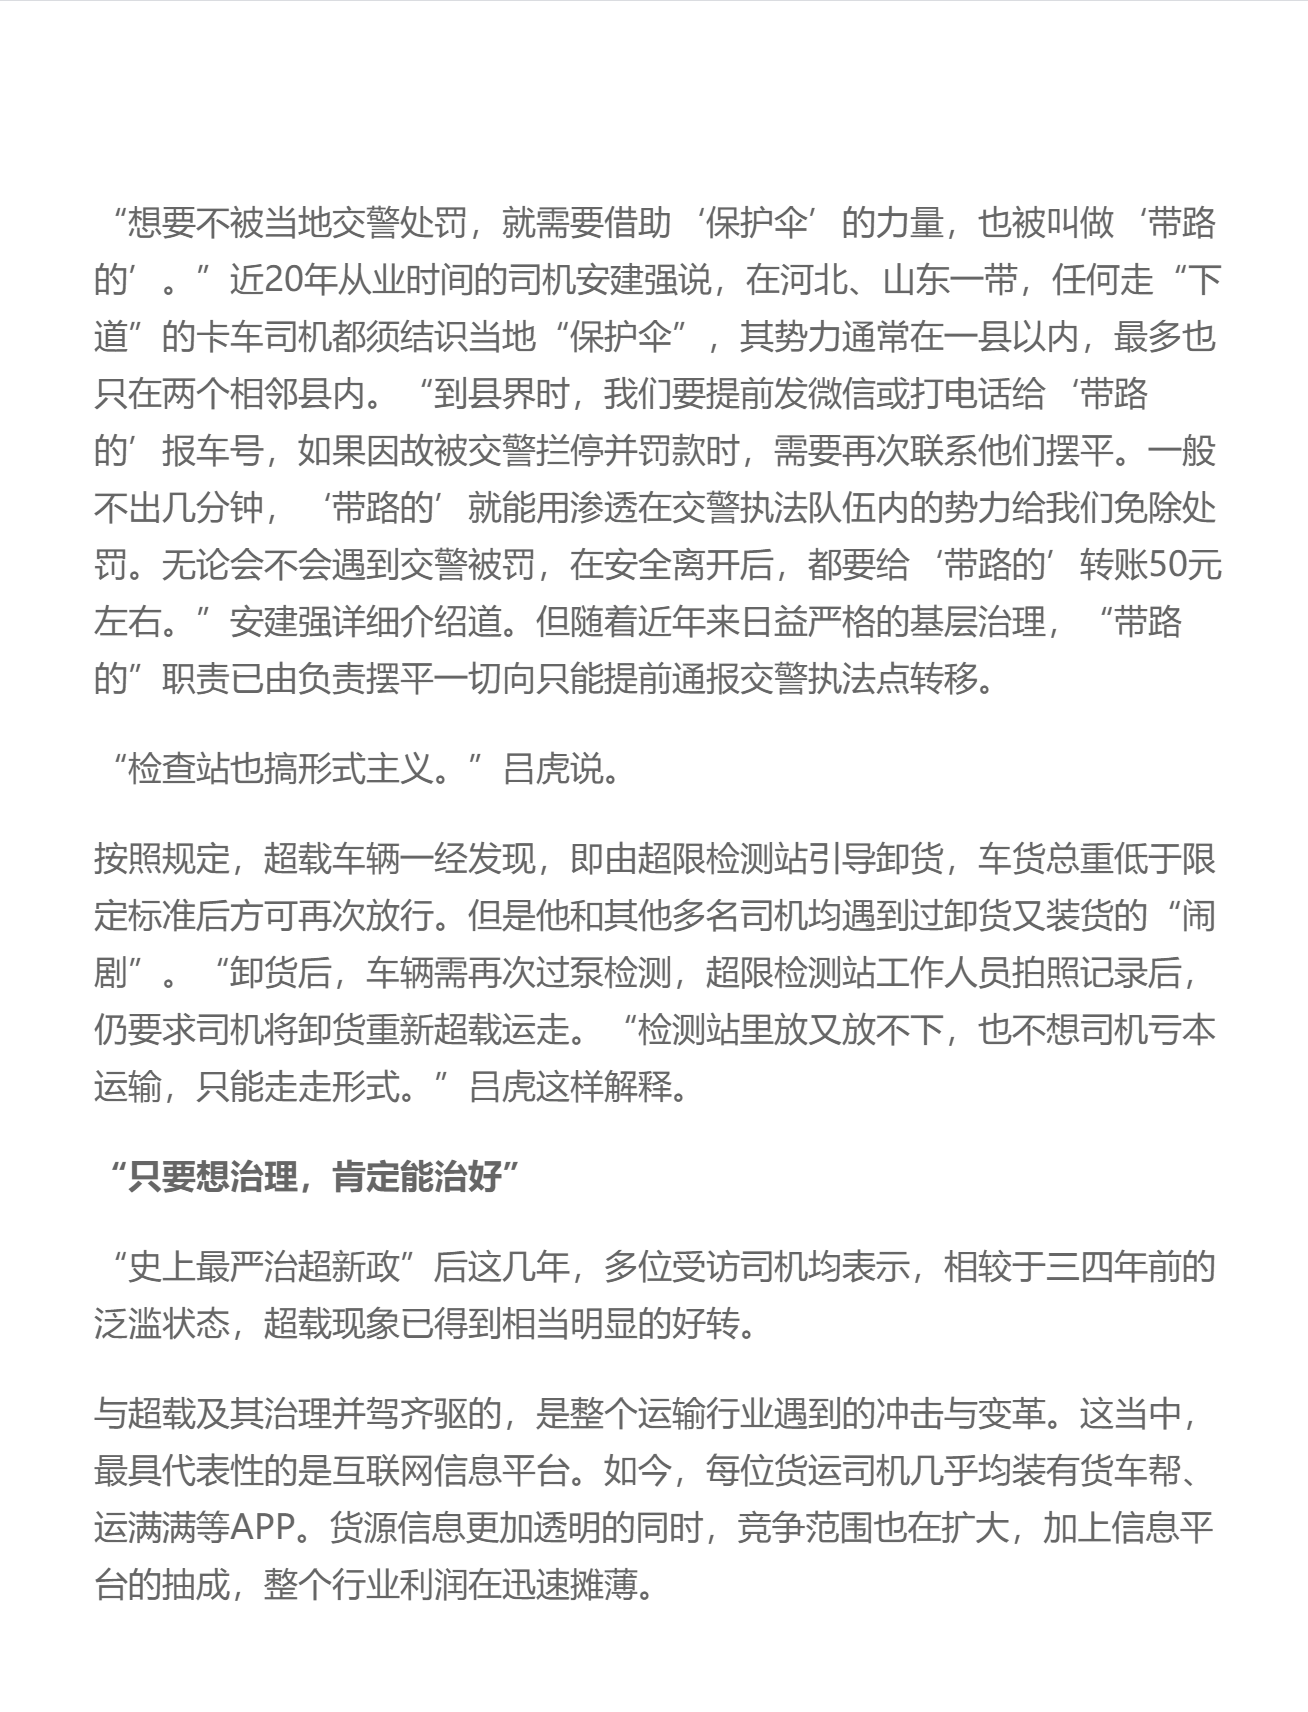 “想要不被当地交警处罚，就需要借助‘保护伞’的力量，也被叫做‘带路
的’。”近20年从业时间的司机安建强说，在河北、山东一带，任何走“下
道”的卡车司机都须结识当地“保护伞”，其势力通常在一县以内，最多也
只在两个相邻县内。“到县界时，我们要提前发微信或打电话给‘带路
的’报车号，如果因故被交警拦停并罚款时，需要再次联系他们摆平。一般
不出几分钟，‘带路的’就能用渗透在交警执法队伍内的势力给我们免除处
罚。无论会不会遇到交警被罚，在安全离开后，都要给‘带路的’转账50元
左右。”安建强详细介绍道。但随着近年来日益严格的基层治理，“带路
的”职责已由负责摆平一切向只能提前通报交警执法点转移。
“检查站也搞形式主义。”吕虎说。
按照规定，超载车辆一经发现，即由超限检测站引导卸货，车货总重低于限
定标准后方可再次放行。但是他和其他多名司机均遇到过卸货又装货的“闹
剧”。“卸货后，车辆需再次过泵检测，超限检测站工作人员拍照记录后，
仍要求司机将卸货重新超载运走。“检测站里放又放不下，也不想司机亏本
运输，只能走走形式。”吕虎这样解释。
“只要想治理，肯定能治好”
“史上最严治超新政”后这几年，多位受访司机均表示，相较于三四年前的
泛滥状态，超载现象已得到相当明显的好转。
与超载及其治理并驾齐驱的，是整个运输行业遇到的冲击与变革。这当中，
最具代表性的是互联网信息平台。如今，每位货运司机几乎均装有货车帮、
运满满等APP。货源信息更加透明的同时，竞争范围也在扩大，加上信息平
台的抽成，整个行业利润在迅速摊薄。